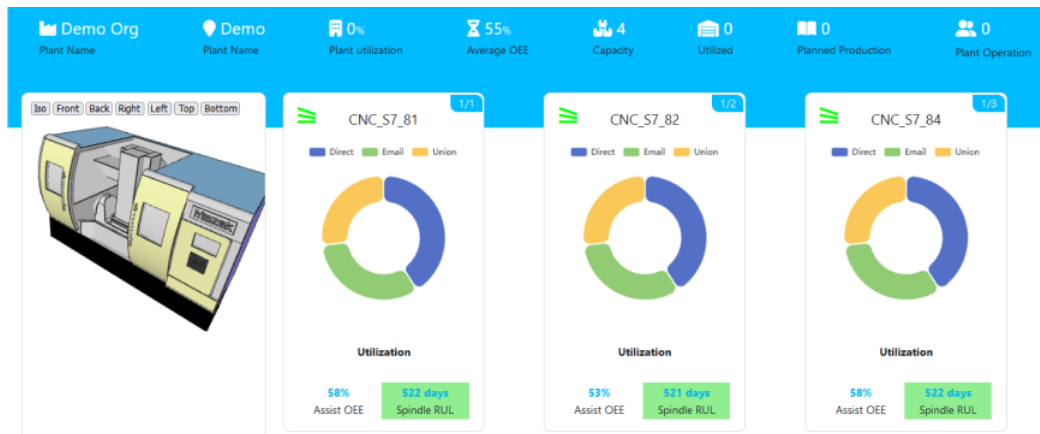 Demo Org
Plant Name
Demo
Plant Name
0%
Plant utilization
55%
Average OEE
4
Capacity
0
Utilized
0
Planned Production
0
Plant Operation
Iso Front Back Right Left Top Bottom
Mazak
1/1
CNC_S7_81
Direct Email Union
Utilization
58%
Assist OEE
522 days
Spindle RUL
1/2
CNC_S7_82
Direct Email Union
Utilization
53%
Assist OEE
521 days
Spindle RUL
1/3
CNC_S7_84
Direct Email Union
Utilization
58%
Assist OEE
522 days
Spindle RUL